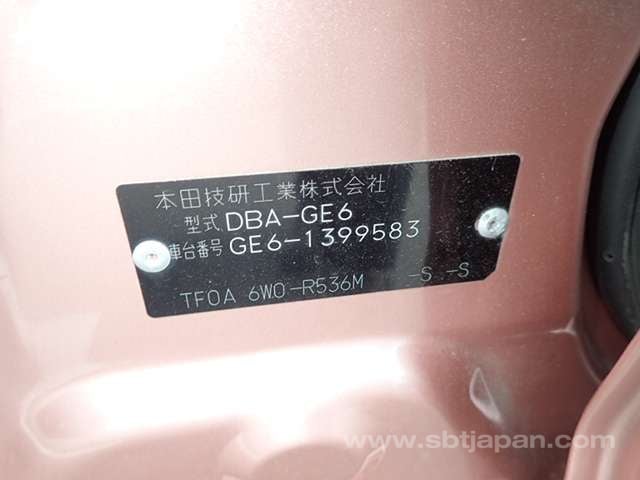 本田技研工業株式会社
型式 DBA-GE6
車台番号 GE6-1399583
TF0A 6W0-R536M -S -S
www.sbtjapan.com